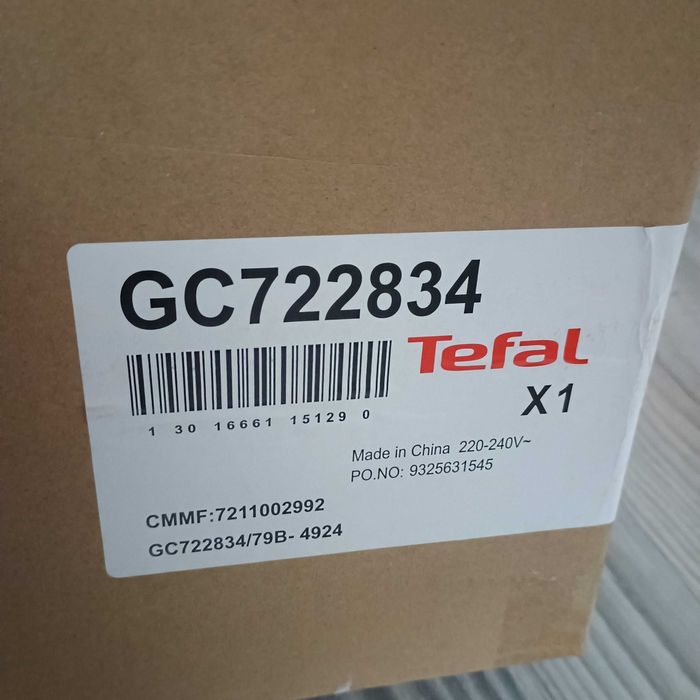 GC722834
Tefal
1 30 16661 15129 0
X1
Made in China 220-240V~
PO.NO: 9325631545
CMMF:7211002992
GC722834/79B- 4924